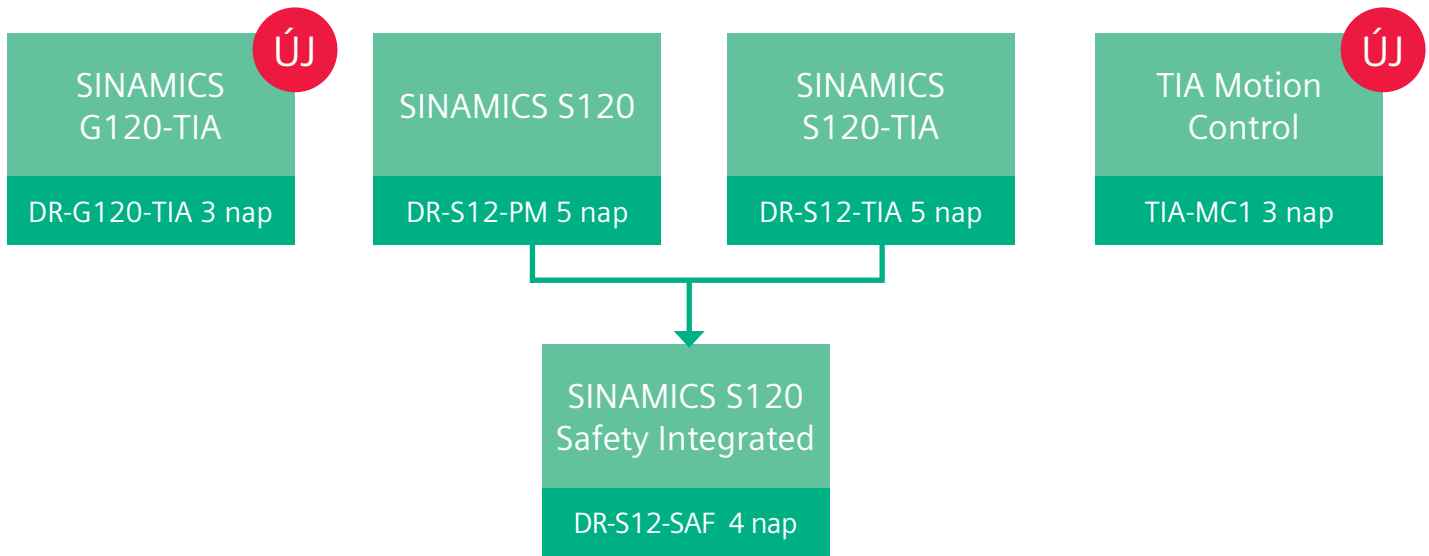 ÚJ
SINAMICS
G120-TIA
DR-G120-TIA 3 nap
SINAMICS S120
DR-S12-PM 5 nap
SINAMICS
S120-TIA
DR-S12-TIA 5 nap
ÚJ
TIA Motion
Control
TIA-MC1 3 nap
SINAMICS S120
Safety Integrated
DR-S12-SAF 4 nap